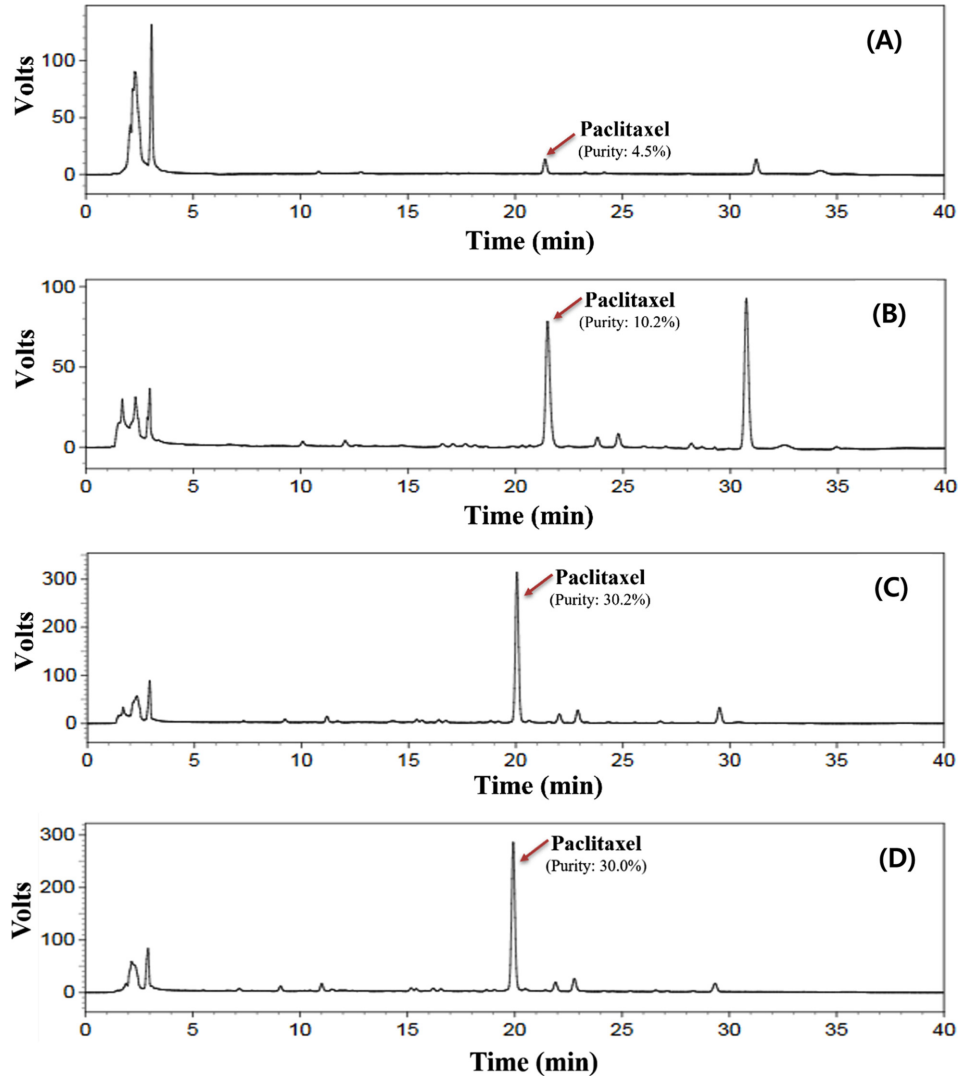 (A)
Volts
100
50
0
Paclitaxel
(Purity: 4.5%)
0 5 10 15 20 25 30 35 40
Time (min)
(B)
Volts
100
50
0
Paclitaxel
(Purity: 10.2%)
0 5 10 15 20 25 30 35 40
Time (min)
(C)
Volts
300
200
100
0
Paclitaxel
(Purity: 30.2%)
0 5 10 15 20 25 30 35 40
Time (min)
(D)
Volts
300
200
100
0
Paclitaxel
(Purity: 30.0%)
0 5 10 15 20 25 30 35 40
Time (min)